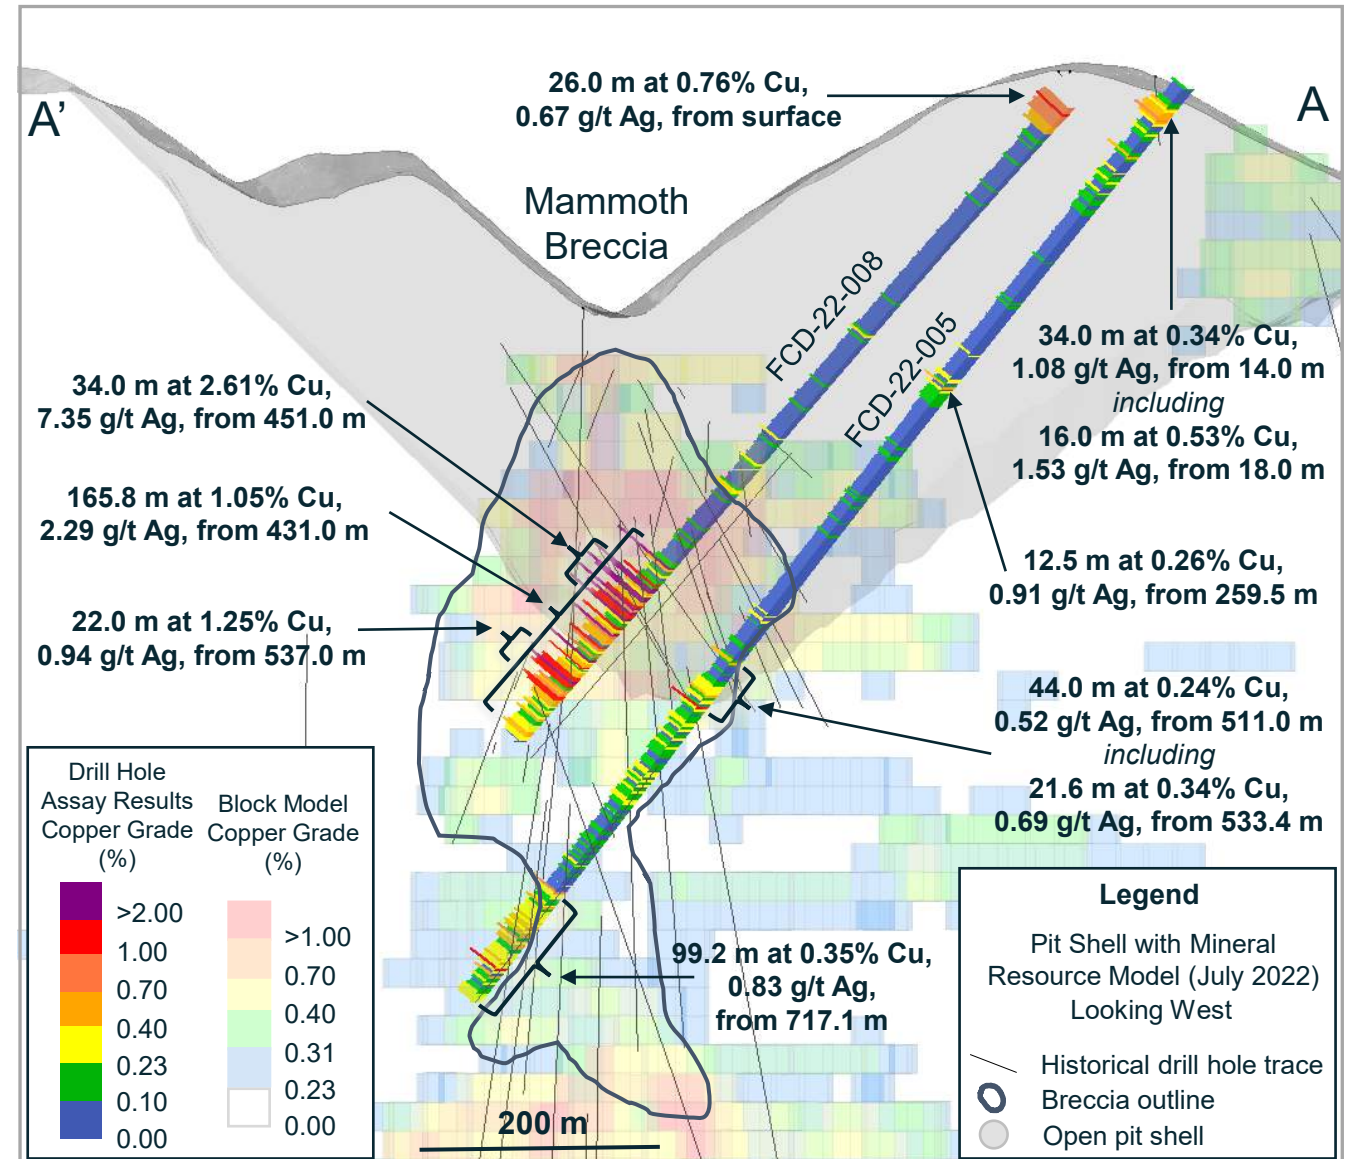 26.0 m at 0.76% Cu,
0.67 g/t Ag, from surface
A'
A
Mammoth
Breccia
FCD-22-008
FCD-22-005
34.0 m at 0.34% Cu,
1.08 g/t Ag, from 14.0 m
including
16.0 m at 0.53% Cu,
1.53 g/t Ag, from 18.0 m
34.0 m at 2.61% Cu,
7.35 g/t Ag, from 451.0 m
165.8 m at 1.05% Cu,
2.29 g/t Ag, from 431.0 m
12.5 m at 0.26% Cu,
0.91 g/t Ag, from 259.5 m
22.0 m at 1.25% Cu,
0.94 g/t Ag, from 537.0 m
44.0 m at 0.24% Cu,
0.52 g/t Ag, from 511.0 m
including
21.6 m at 0.34% Cu,
0.69 g/t Ag, from 533.4 m
99.2 m at 0.35% Cu,
0.83 g/t Ag,
from 717.1 m
200 m
Drill Hole
Assay Results
Copper Grade
(%)
>2.00
1.00
0.70
0.40
0.23
0.10
0.00
Block Model
Copper Grade
(%)
>1.00
0.70
0.40
0.31
0.23
0.00
Legend
Pit Shell with Mineral
Resource Model (July 2022)
Looking West
Historical drill hole trace
Breccia outline
Open pit shell